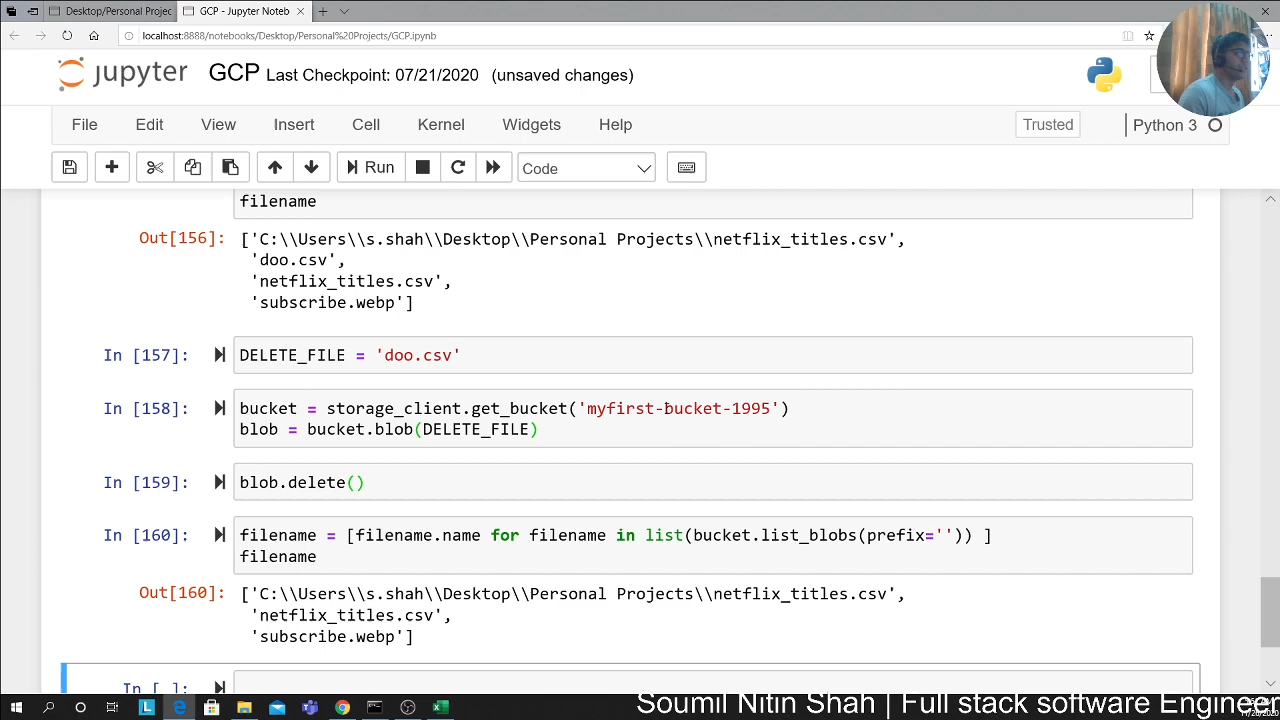 Desktop/Personal Projec
GCP - Jupyter Noteb
localhost:8888/notebooks/Desktop/Personal%20Projects/GCP.ipynb
jupyter GCP Last Checkpoint: 07/21/2020 (unsaved changes)
File Edit View Insert Cell Kernel Widgets Help Trusted Python 3
Run Code
filename
Out[156]: ['C:\\Users\\s.shah\\Desktop\\Personal Projects\\netflix_titles.csv',
'doo.csv',
'netflix_titles.csv',
'subscribe.webp']
In [157]: DELETE_FILE = 'doo.csv'
In [158]: bucket = storage_client.get_bucket('myfirst-bucket-1995')
blob = bucket.blob(DELETE_FILE)
In [159]: blob.delete()
In [160]: filename = [filename.name for filename in list(bucket.list_blobs(prefix='')) ]
filename
Out[160]: ['C:\\Users\\s.shah\\Desktop\\Personal Projects\\netflix_titles.csv',
'netflix_titles.csv',
'subscribe.webp']
In [ ]:
Soumil Nitin Shah | Full stack software Engineer